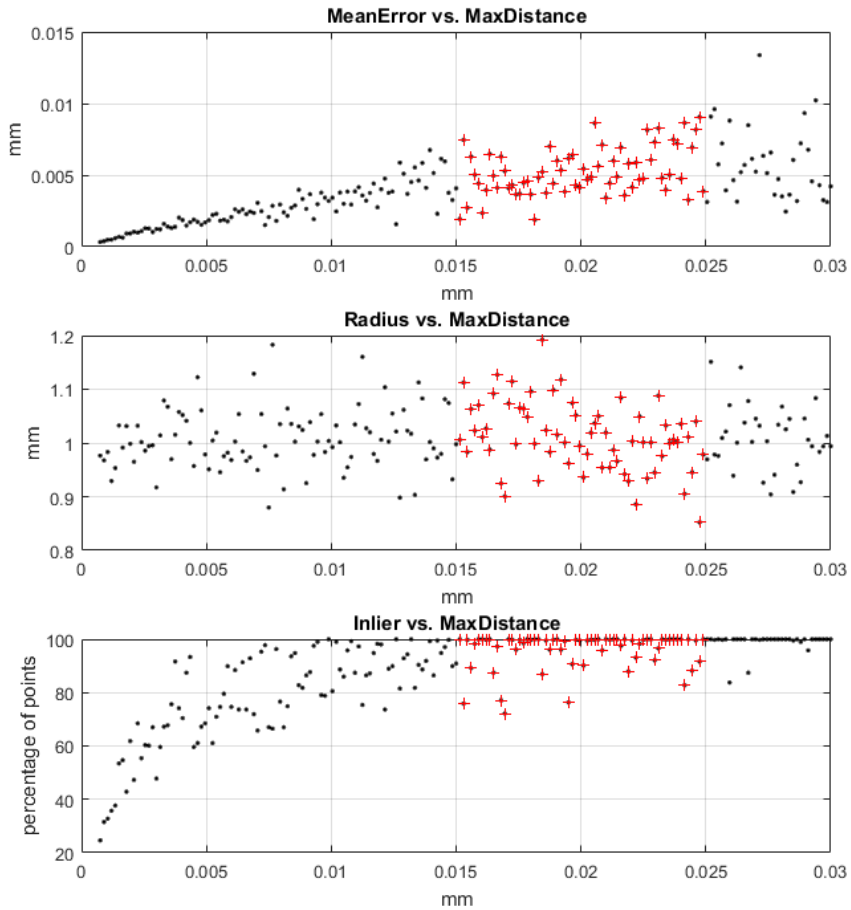 MeanError vs. MaxDistance
0.015
0.01
0.005
0
mm
0 0.005 0.01 0.015 0.02 0.025 0.03
mm
Radius vs. MaxDistance
1.2
1.1
1
0.9
0.8
mm
0 0.005 0.01 0.015 0.02 0.025 0.03
mm
Inlier vs. MaxDistance
100
80
60
40
20
percentage of points
0 0.005 0.01 0.015 0.02 0.025 0.03
mm